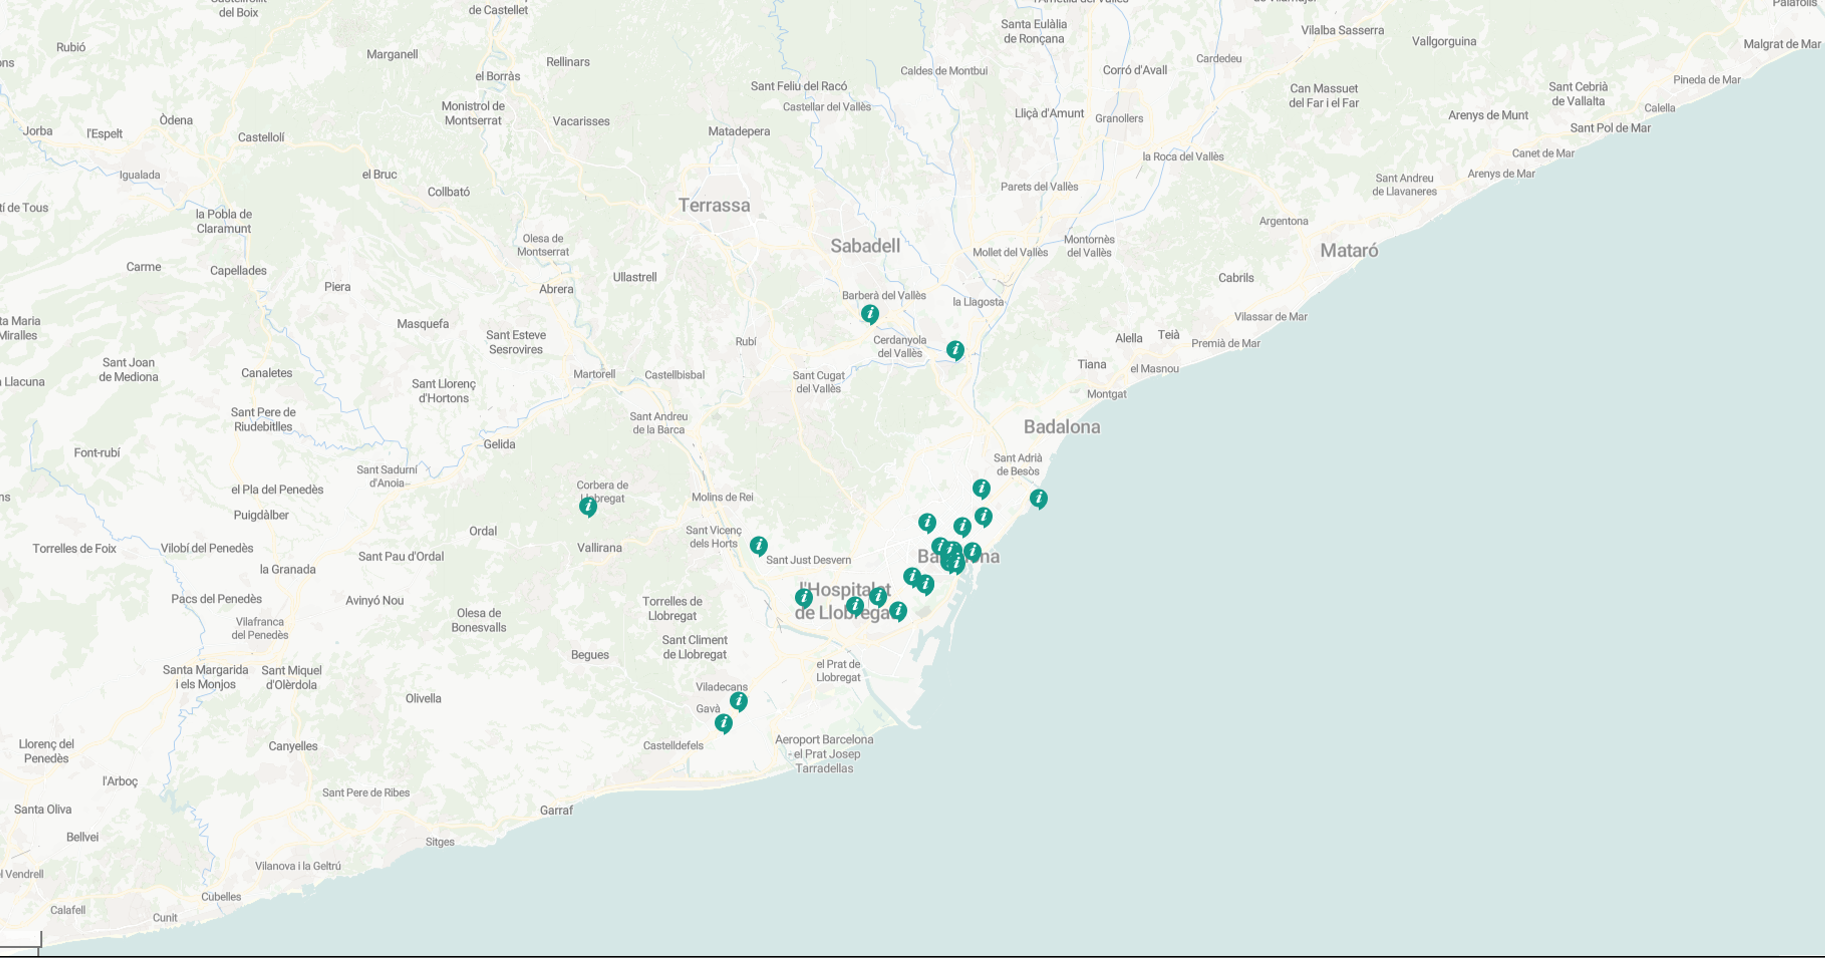 del Boix
de Castellet
Santa Eulàlia
de Ronçana
Vilalba Sasserra
Vallgorguina
Palafolls
Malgrat de Mar
Rubió
Marganell
Rellinars
el Borràs
Sant Feliu del Racó
Caldes de Montbui
Corró d'Avall
Cardedeu
Can Massuet
del Far i el Far
Sant Cebrià
de Vallalta
Pineda de Mar
Calella
Monistrol de
Montserrat
Castellar del Vallès
Lliçà d'Amunt
Granollers
Arenys de Munt
Sant Pol de Mar
Jorba
l'Espelt
Òdena
Castellolí
Vacarisses
Matadepera
la Roca del Vallès
Canet de Mar
Igualada
el Bruc
Collbató
Parets del Vallès
Sant Andreu
de Llavaneres
Arenys de Mar
tí de Tous
la Pobla de
Claramunt
Terrassa
Argentona
Olesa de
Montserrat
Sabadell
Mollet del Vallès
Montornès
del Vallès
Mataró
Carme
Capellades
Piera
Abrera
Ullastrell
Cabrils
Barberà del Vallès
la Llagosta
ta Maria
Miralles
Masquefa
Sant Esteve
Sesrovires
Rubí
Cerdanyola
del Vallès
Alella
Teià
Vilassar de Mar
Premià de Mar
Sant Joan
de Mediona
Llacuna
Canaletes
Sant Llorenç
d'Hortons
Martorell
Castellbisbal
Sant Cugat
del Vallès
Tiana
el Masnou
Montgat
Sant Pere de
Riudebitlles
Sant Andreu
de la Barca
Badalona
Font-rubí
Gelida
Sant Sadurní
d'Anoia
Sant Adrià
de Besòs
el Pla del Penedès
Puigdàlber
Corbera de
Llobregat
Molins de Rei
Ordal
Sant Vicenç
dels Horts
Torrelles de Foix
Vilobí del Penedès
Sant Pau d'Ordal
Vallirana
Sant Just Desvern
Barcelona
la Granada
Pacs del Penedès
Avinyó Nou
Olesa de
Bonesvalls
Torrelles de
Llobregat
l'Hospitalet
de Llobregat
Vilafranca
del Penedès
Sant Climent
de Llobregat
Begues
el Prat de
Llobregat
Santa Margarida
i els Monjos
Sant Miquel
d'Olèrdola
Olivella
Viladecans
Gavà
Llorenç del
Penedès
Canyelles
Castelldefels
Aeroport Barcelona
- el Prat Josep
Tarradellas
l'Arboç
Sant Pere de Ribes
Santa Oliva
Garraf
Bellvei
Sitges
Vilanova i la Geltrú
el Vendrell
Cubelles
Calafell
Cunit